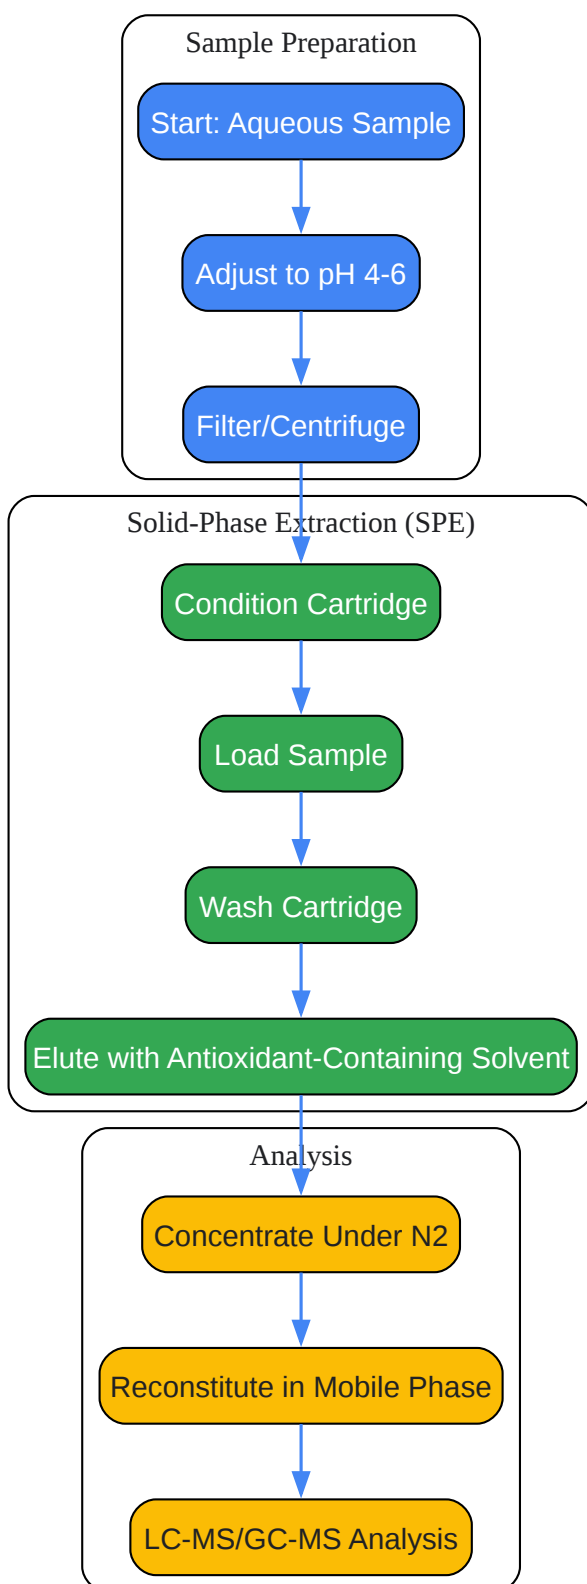 Sample Preparation
Start: Aqueous Sample
Adjust to pH 4-6
Filter/Centrifuge
Solid-Phase Extraction (SPE)
Condition Cartridge
Load Sample
Wash Cartridge
Elute with Antioxidant-Containing Solvent
Analysis
Concentrate Under N2
Reconstitute in Mobile Phase
LC-MS/GC-MS Analysis